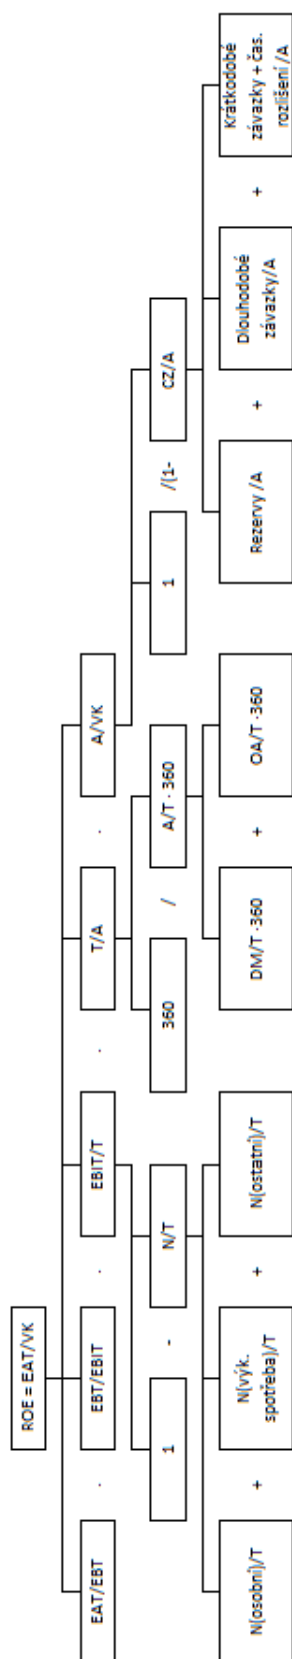 ROE = EAT/VK
EAT/EBT · EBT/EBIT · EBIT/T · T/A · A/VK
1 - N/T 360 / A/T · 360 1 /(1- CZ/A
N(osobní)/T + N(výk.
spotřeba)/T + N(ostatní)/T DM/T ·360 + OA/T ·360 Rezervy /A + Dlouhodobé
závazky/A + Krátkodobé
závazky + čas.
rozlišení /A